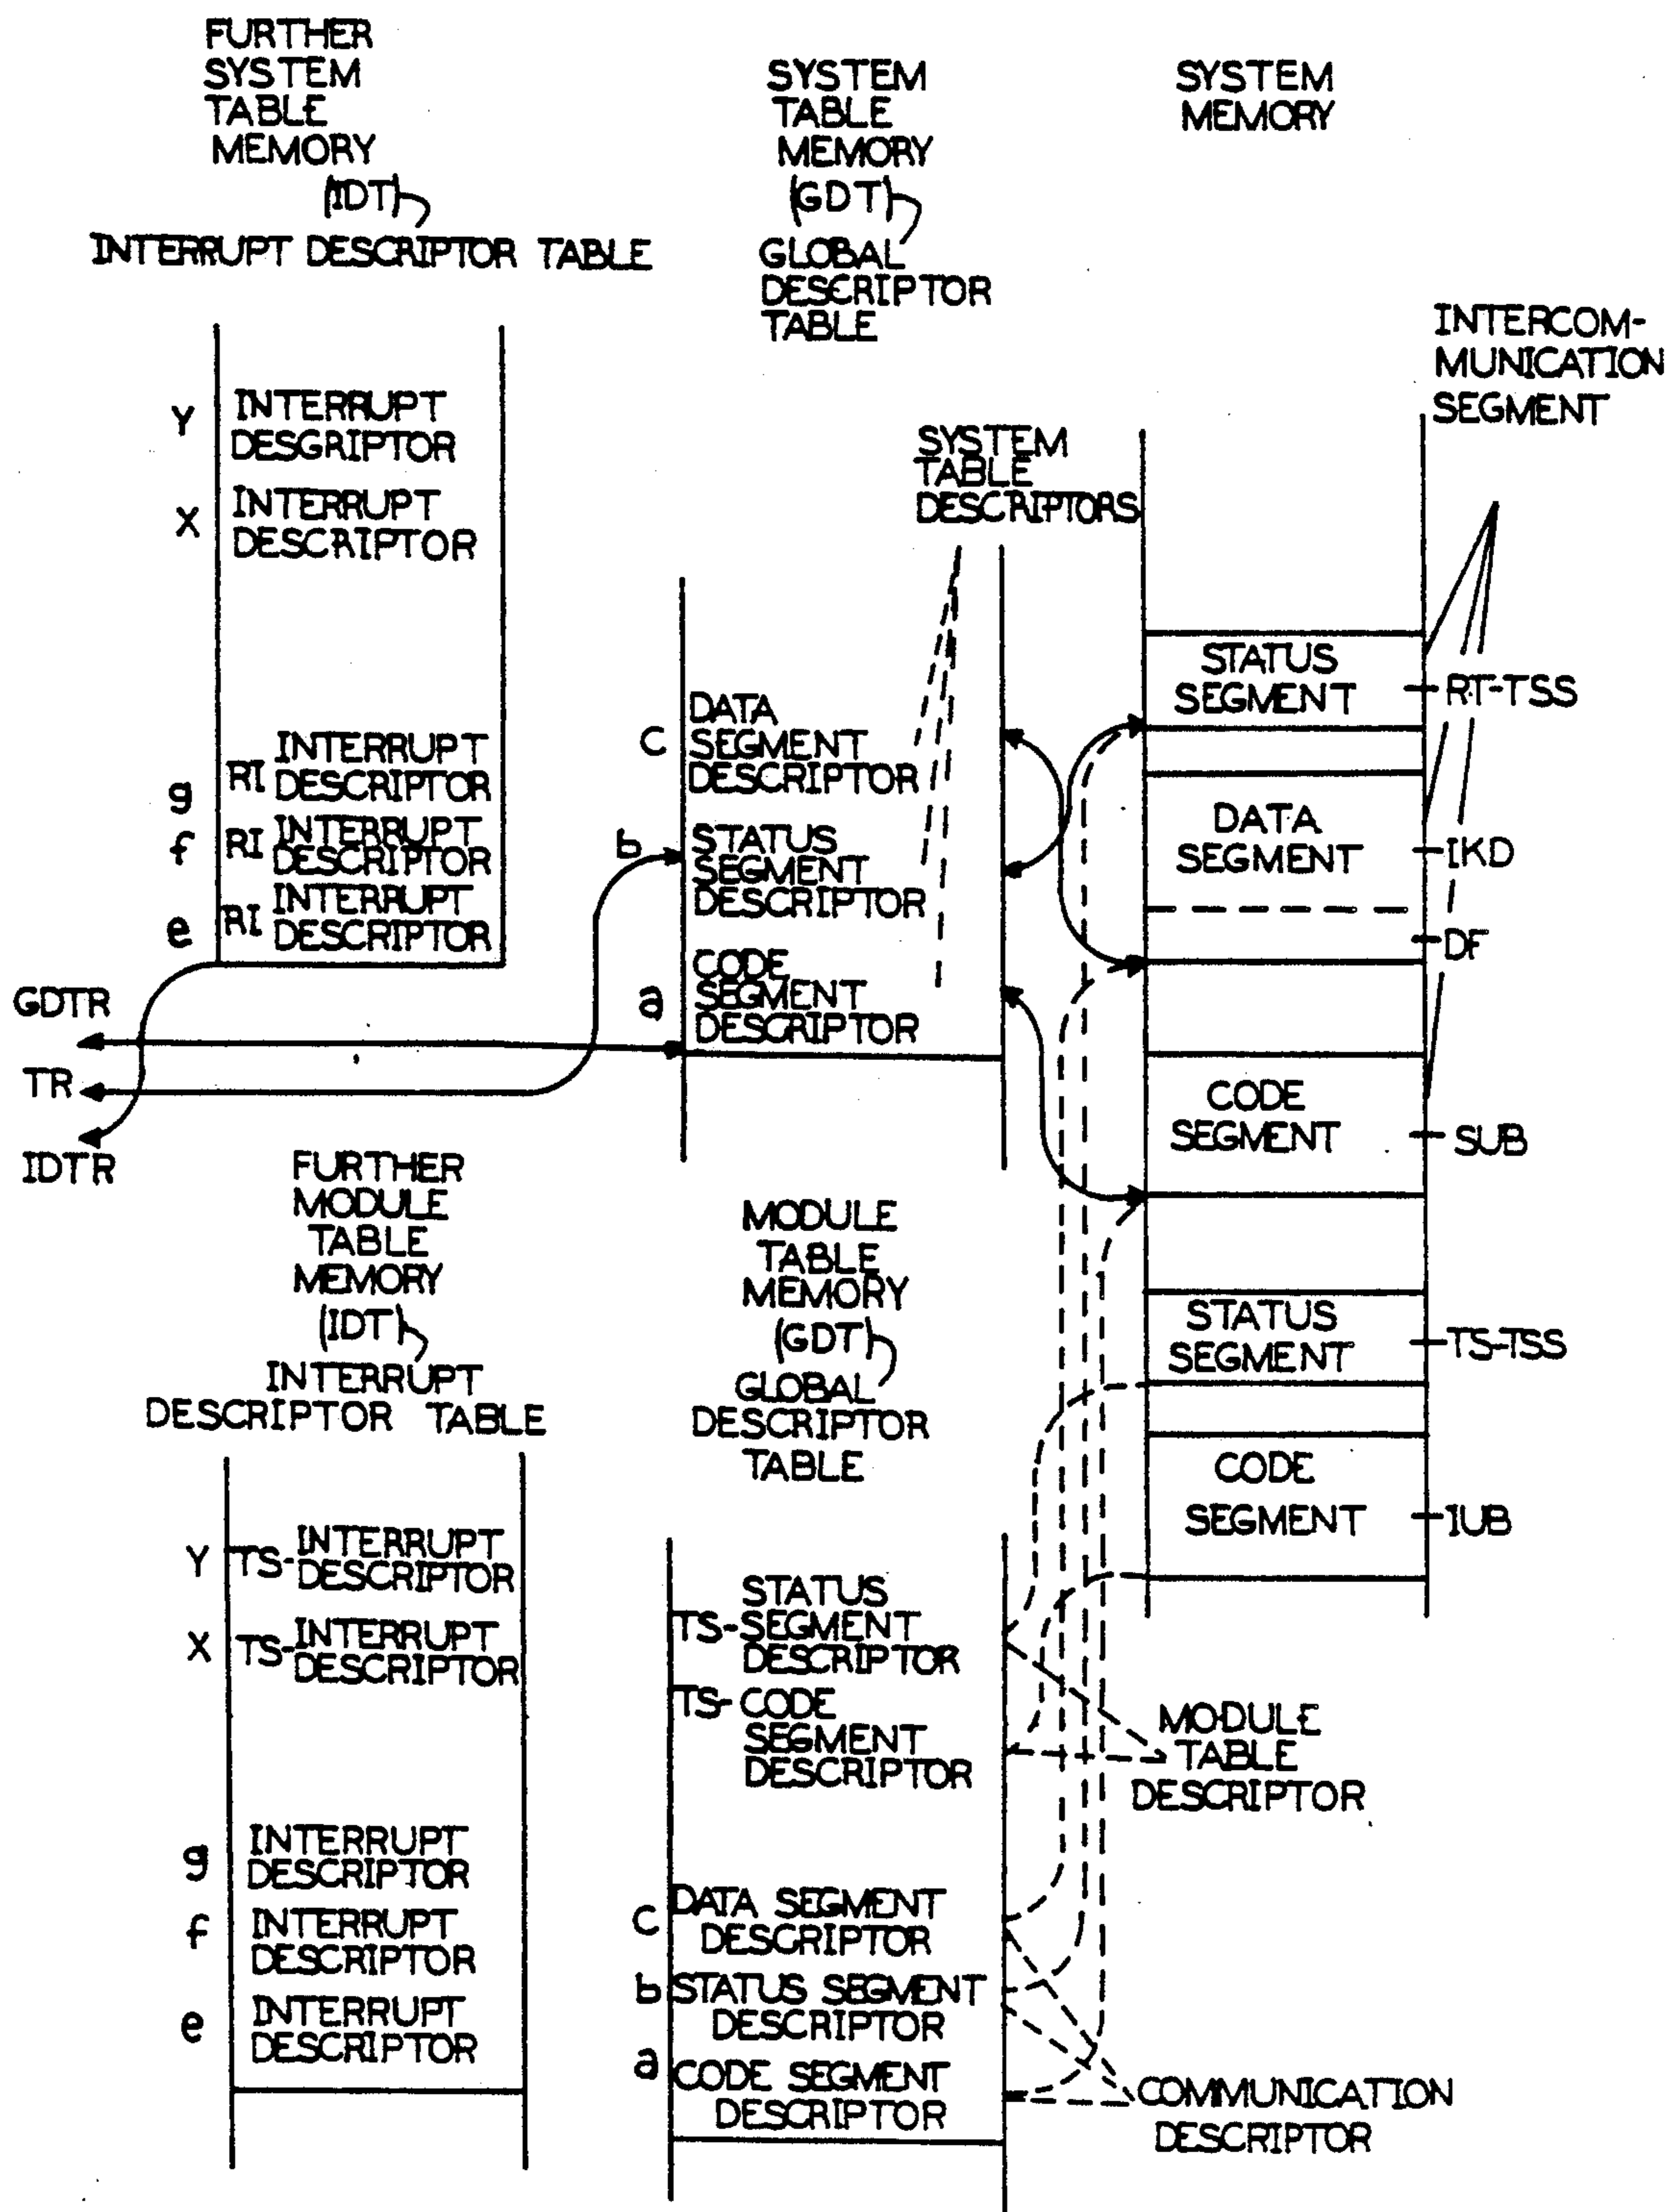 FURTHER
SYSTEM
TABLE
MEMORY
(IDT)
INTERRUPT DESCRIPTOR TABLE
SYSTEM
TABLE
MEMORY
(GDT)
GLOBAL
DESCRIPTOR
TABLE
SYSTEM
MEMORY
INTERCOM-
MUNICATION
SEGMENT
Y
INTERRUPT
DESGRIPTOR
X
INTERRUPT
DESCRIPTOR
g
RI
INTERRUPT
DESCRIPTOR
f
RI
INTERRUPT
DESCRIPTOR
e
RI
INTERRUPT
DESCRIPTOR
GDTR
TR
IDTR
SYSTEM
TABLE
DESCRIPTORS
c
DATA
SEGMENT
DESCRIPTOR
b
STATUS
SEGMENT
DESCRIPTOR
a
CODE
SEGMENT
DESCRIPTOR
STATUS
SEGMENT
RT-TSS
DATA
SEGMENT
IKD
DF
CODE
SEGMENT
SUB
STATUS
SEGMENT
TS-TSS
CODE
SEGMENT
IUB
FURTHER
MODULE
TABLE
MEMORY
(IDT)
INTERRUPT
DESCRIPTOR TABLE
MODULE
TABLE
MEMORY
(GDT)
GLOBAL
DESCRIPTOR
TABLE
Y
TS-INTERRUPT
DESCRIPTOR
X
TS-INTERRUPT
DESCRIPTOR
g
INTERRUPT
DESCRIPTOR
f
INTERRUPT
DESCRIPTOR
e
INTERRUPT
DESCRIPTOR
STATUS
TS-SEGMENT
DESCRIPTOR
TS-CODE
SEGMENT
DESCRIPTOR
c
DATA SEGMENT
DESCRIPTOR
b
STATUS SEGMENT
DESCRIPTOR
a
CODE SEGMENT
DESCRIPTOR
MODULE
TABLE
DESCRIPTOR
COMMUNICATION
DESCRIPTOR